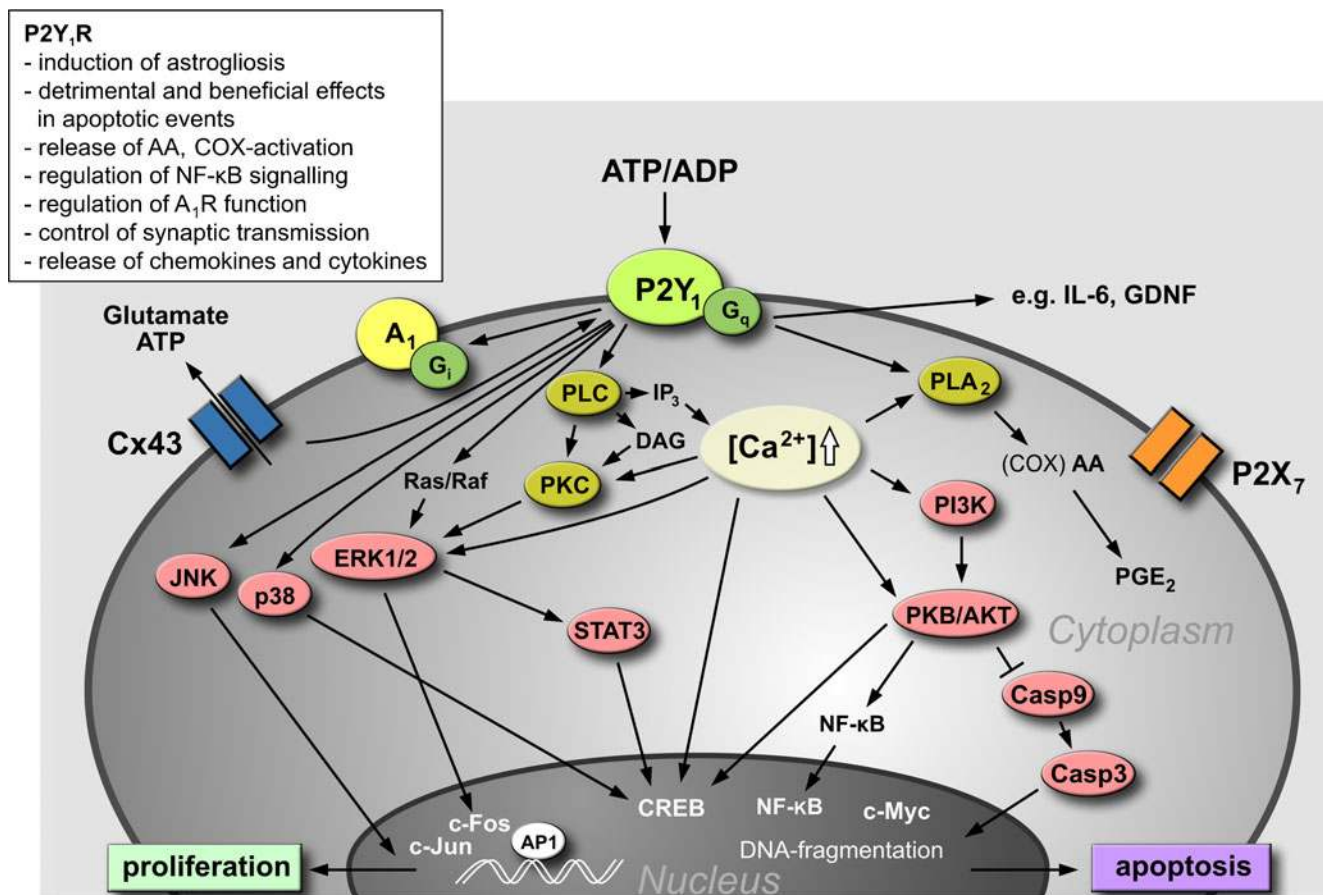 P2Y₁R
- induction of astrogliosis
- detrimental and beneficial effects
in apoptotic events
- release of AA, COX-activation
- regulation of NF-κB signalling
- regulation of A₁R function
- control of synaptic transmission
- release of chemokines and cytokines
ATP/ADP
P2Y₁
Gq
e.g. IL-6, GDNF
Glutamate
ATP
A₁
Gi
Cx43
PLC
IP₃
DAG
PKC
Ras/Raf
[Ca²⁺]⇧
PLA₂
(COX) AA
PGE₂
P2X₇
PI3K
ERK1/2
JNK
p38
STAT3
PKB/AKT
Cytoplasm
Casp9
Casp3
NF-κB
CREB
NF-κB
c-Myc
c-Fos
c-Jun
AP1
DNA-fragmentation
Nucleus
proliferation
apoptosis